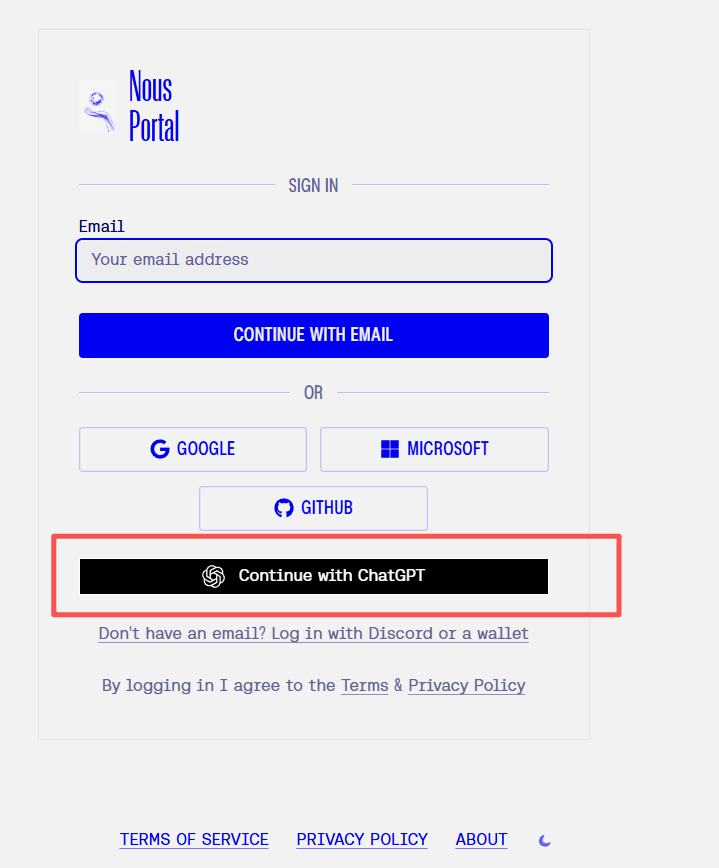 Nous
Portal
SIGN IN
Email
Your email address
CONTINUE WITH EMAIL
OR
GOOGLE
MICROSOFT
GITHUB
Continue with ChatGPT
Don't have an email? Log in with Discord or a wallet
By logging in I agree to the Terms & Privacy Policy
TERMS OF SERVICE PRIVACY POLICY ABOUT